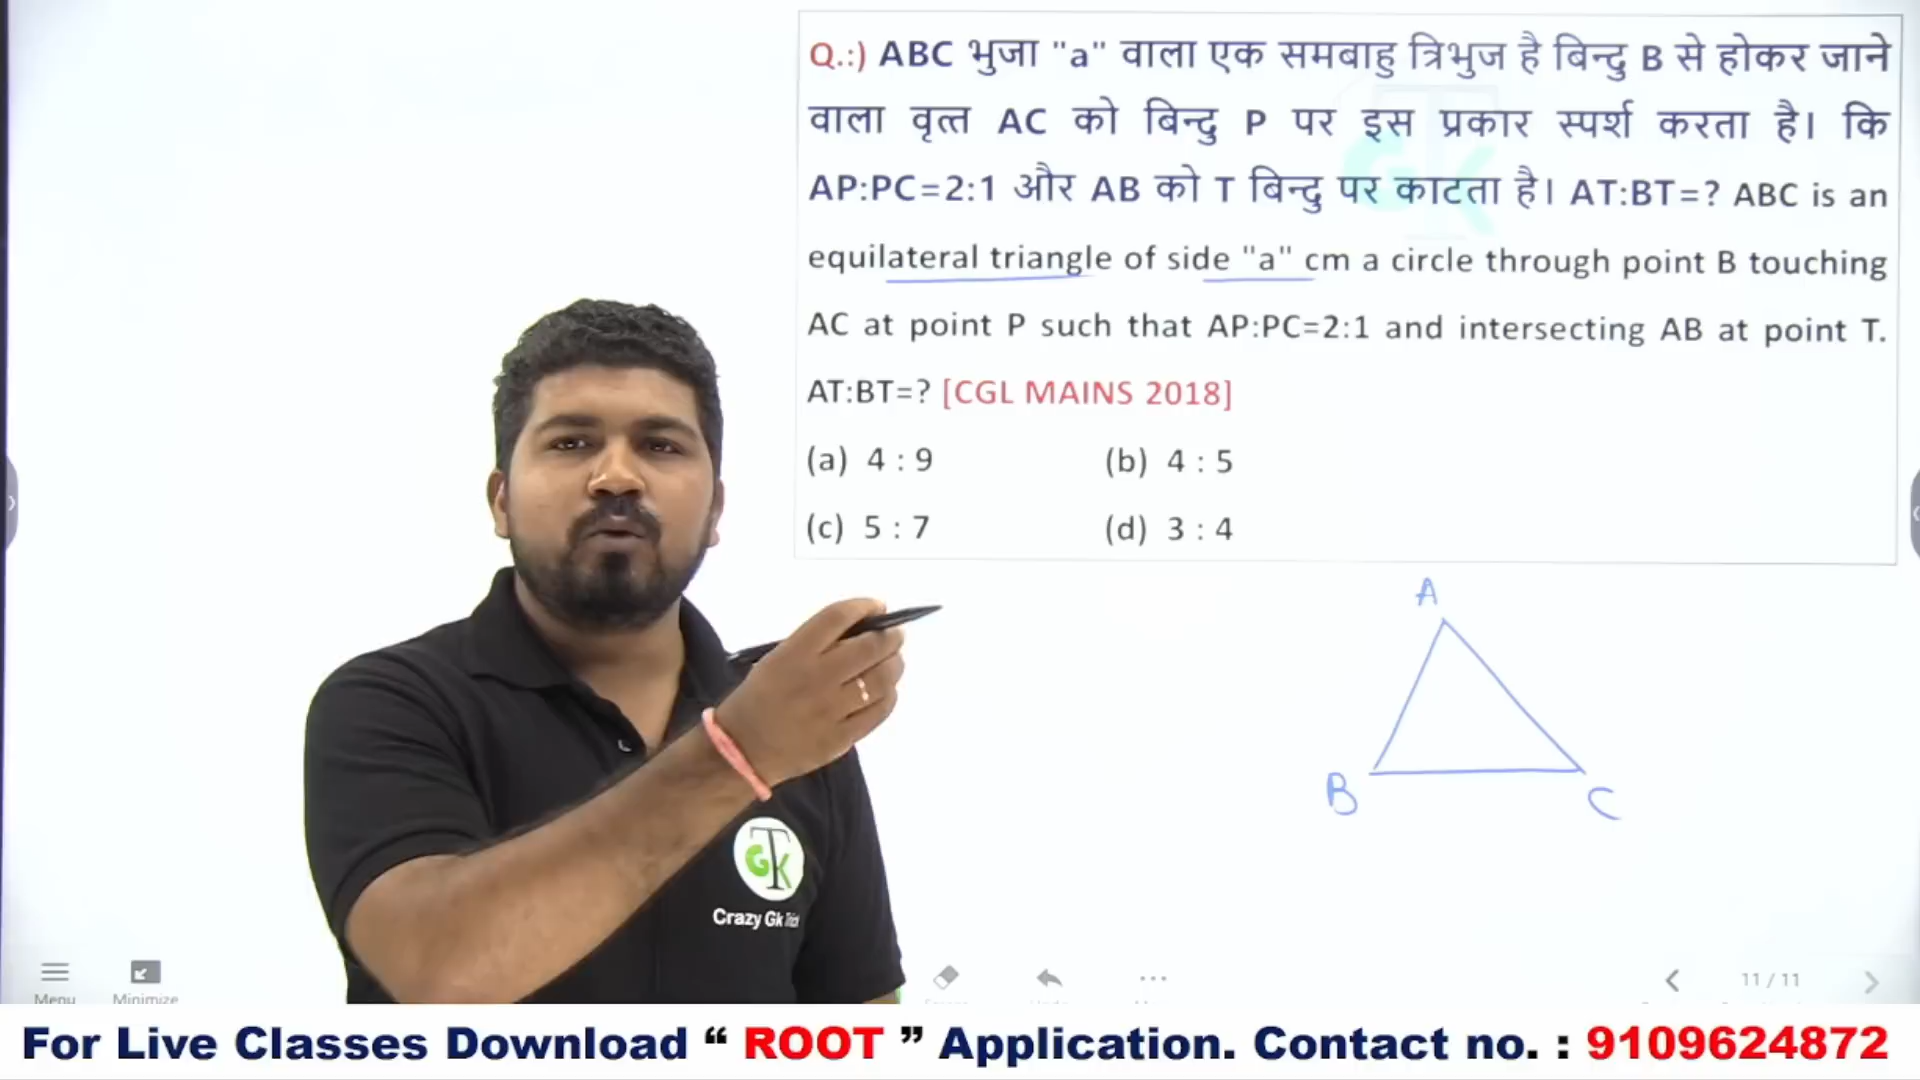 Q.:) ABC भुजा "a" वाला एक समबाहु त्रिभुज है बिन्दु B से होकर जाने
वाला वृत्त AC को बिन्दु P पर इस प्रकार स्पर्श करता है। कि
AP:PC=2:1 और AB को T बिन्दु पर काटता है। AT:BT=? ABC is an
equilateral triangle of side "a" cm a circle through point B touching
AC at point P such that AP:PC=2:1 and intersecting AB at point T.
AT:BT=? [CGL MAINS 2018]
(a) 4 : 9 (b) 4 : 5
(c) 5 : 7 (d) 3 : 4
A
B
C
GTK
Crazy Gk
Menu
Minimize
11 / 11
For Live Classes Download “ ROOT ” Application. Contact no. : 9109624872